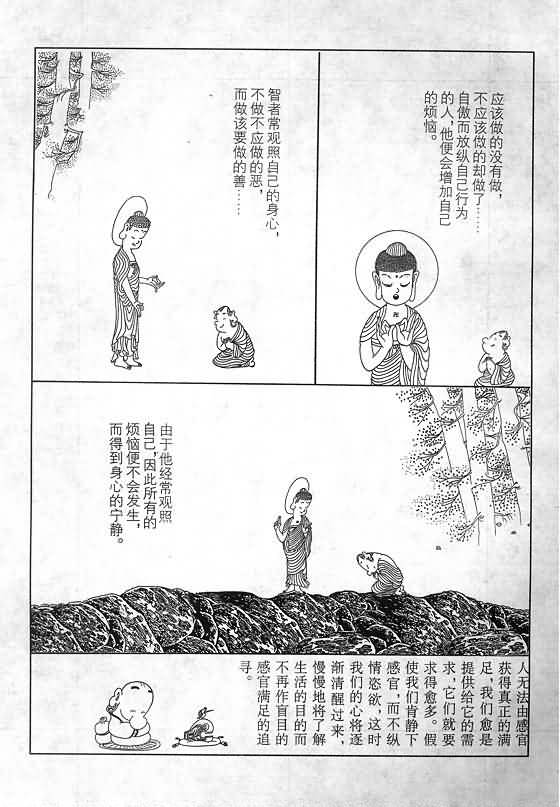 应该做的没有做，
不应该做的却做了……
自傲而放纵自己行为
的人，他便会增加自己
的烦恼。
智者常观照自己的身心，
不做不应做的恶，
而做该要做的善……
由于他经常观照
自己，因此所有的
烦恼便不会发生，
而得到身心的宁静。
人无法由感官
获得真正的满
足，我们愈是
提供给它的需
求，它们就要
求得愈多。假
使我们肯静下
感官，而不纵
情恣欲，这时
我们的心将逐
渐清醒过来，
慢慢地将了解
生活的目的而
不再作盲目的
感官满足的追
寻。